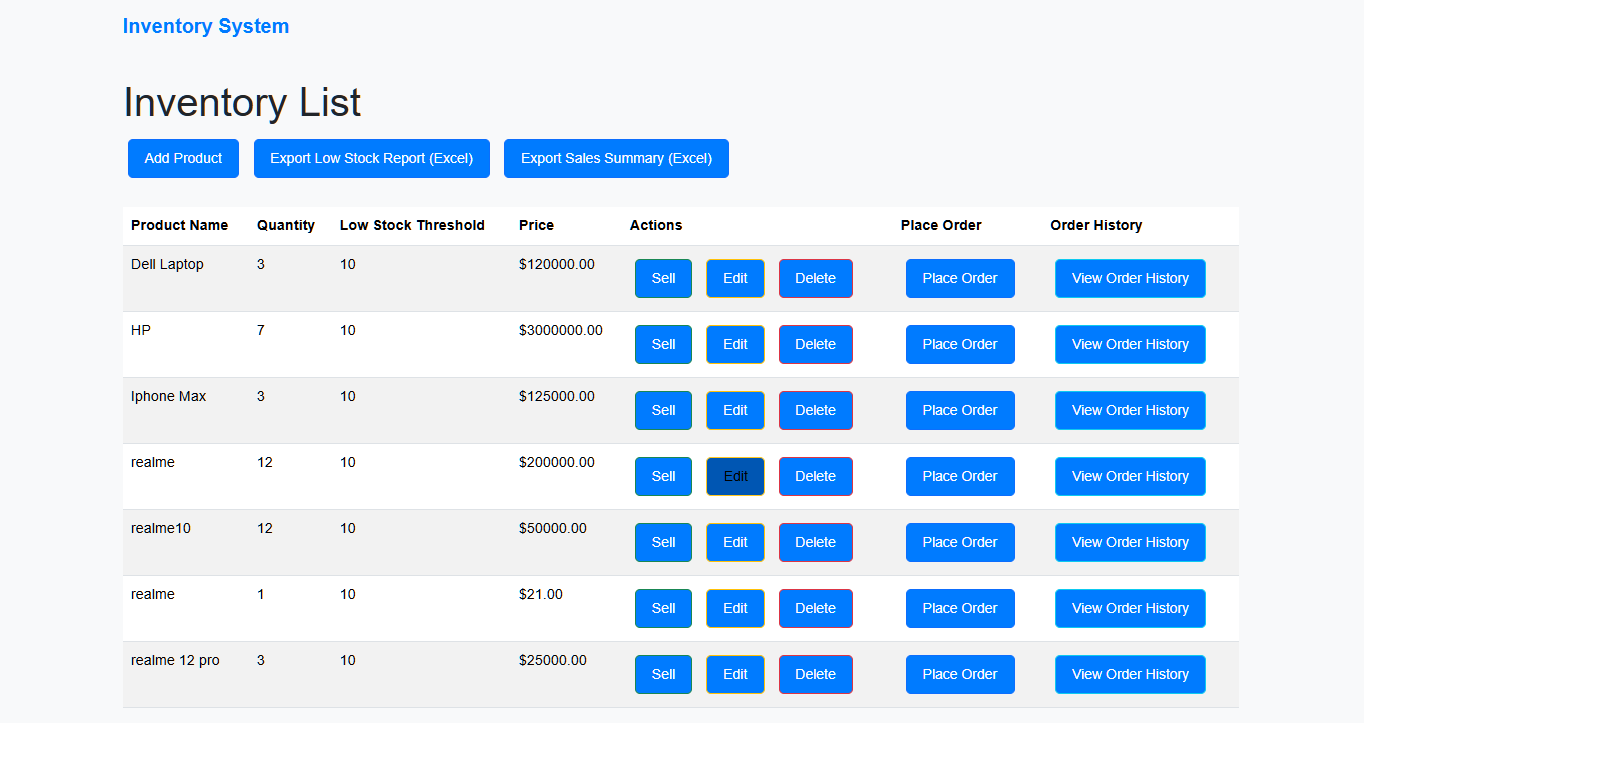 Inventory System
Inventory List
Add Product Export Low Stock Report (Excel) Export Sales Summary (Excel)
Product Name Quantity Low Stock Threshold Price Actions Place Order Order History
Dell Laptop 3 10 $120000.00 Sell Edit Delete Place Order View Order History
HP 7 10 $3000000.00 Sell Edit Delete Place Order View Order History
Iphone Max 3 10 $125000.00 Sell Edit Delete Place Order View Order History
realme 12 10 $200000.00 Sell Edit Delete Place Order View Order History
realme10 12 10 $50000.00 Sell Edit Delete Place Order View Order History
realme 1 10 $21.00 Sell Edit Delete Place Order View Order History
realme 12 pro 3 10 $25000.00 Sell Edit Delete Place Order View Order History